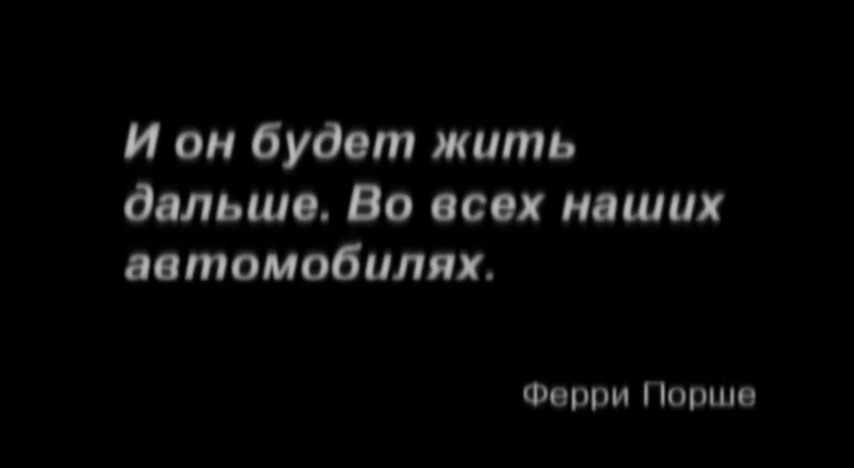 И он будет жить
дальше. Во всех наших
автомобилях.
Ферри Порше